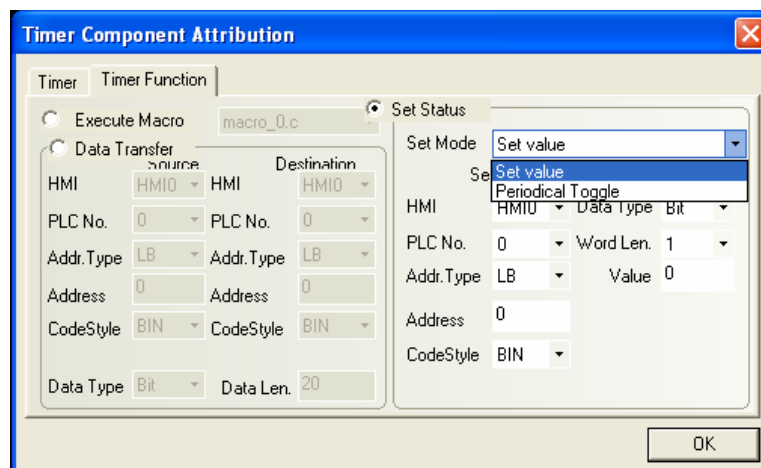 Timer Component Attribution
Timer
Timer Function
Execute Macro
macro_0.c
Data Transfer
Source
Destination
HMI
HMI0
HMI
HMI0
PLC No.
0
PLC No.
0
Addr.Type
LB
Addr.Type
LB
Address
0
Address
0
CodeStyle
BIN
CodeStyle
BIN
Data Type
Bit
Data Len.
20
Set Status
Set Mode
Set value
Se
Set value
Periodical Toggle
HMI
HMI0
Data Type
Bit
PLC No.
0
Word Len.
1
Addr.Type
LB
Value
0
Address
0
CodeStyle
BIN
OK